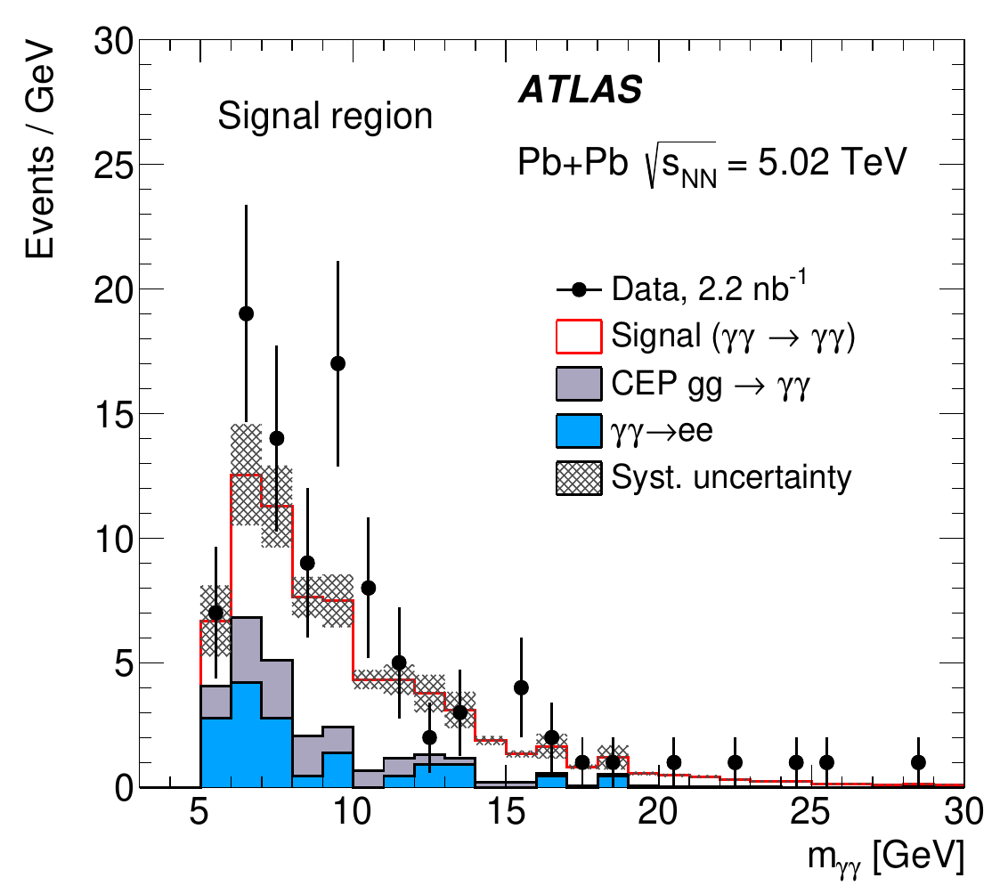 30
25
20
15
10
5
0
Events / GeV
Signal region
ATLAS
Pb+Pb √sNN = 5.02 TeV
Data, 2.2 nb-1
Signal (γγ → γγ)
CEP gg → γγ
γγ→ee
Syst. uncertainty
5 10 15 20 25 30
mγγ [GeV]